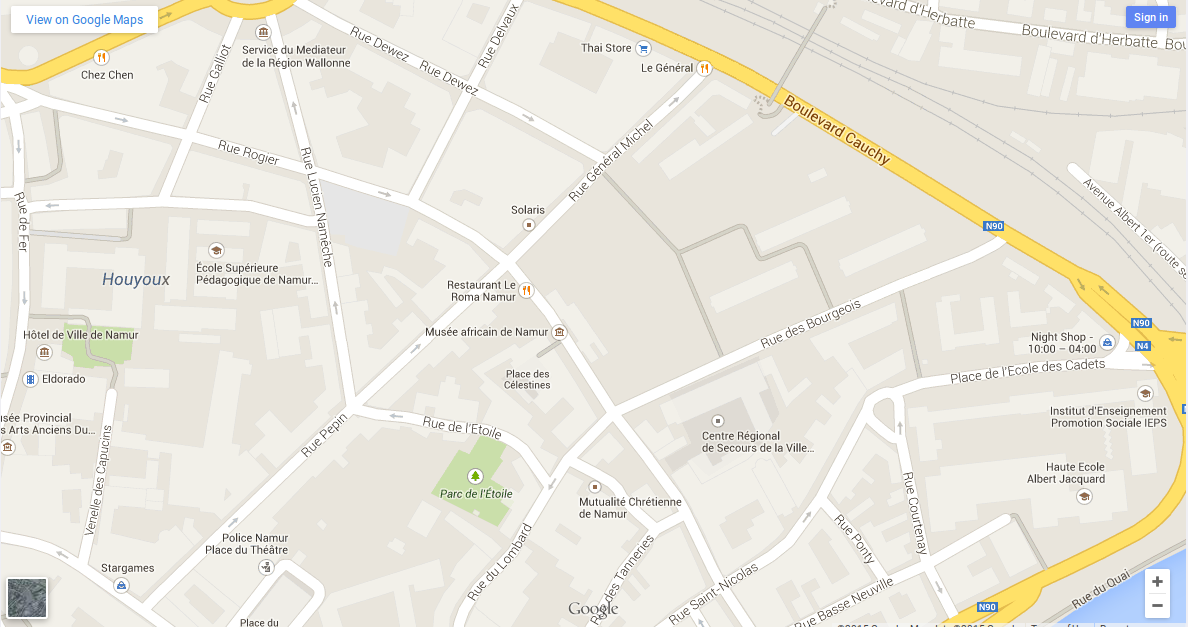 View on Google Maps
Sign in
Boulevard d'Herbatte
Boulevard d'Herbatte
Service du Mediateur
de la Région Wallonne
Chez Chen
Rue Galliot
Rue Dewez
Rue Dewez
Rue Delvaux
Thai Store
Le Général
Boulevard Cauchy
Rue Rogier
Rue Lucien Namêche
Rue Général Michel
Rue de Fer
Avenue Albert 1er (route
Solaris
N90
École Supérieure
Pédagogique de Namur...
Houyoux
Restaurant Le
Roma Namur
Musée africain de Namur
Rue des Bourgeois
Hôtel de Ville de Namur
Eldorado
N90
N4
Night Shop -
10:00 – 04:00
Place des
Célestines
Place de l'Ecole des Cadets
sée Provincial
s Arts Anciens Du...
Rue Pepin
Rue de l'Etoile
Centre Régional
de Secours de la Ville...
Institut d'Enseignement
Promotion Sociale IEPS
Venelle des Capucins
Parc de l'Étoile
Mutualité Chrétienne
de Namur
Haute Ecole
Albert Jacquard
Rue Courtenay
Rue Ponty
Police Namur
Place du Théâtre
Stargames
Rue du Lombard
des Tanneries
Rue Saint-Nicolas
Rue Basse Neuville
Rue du Quai
N90
Google
Place du